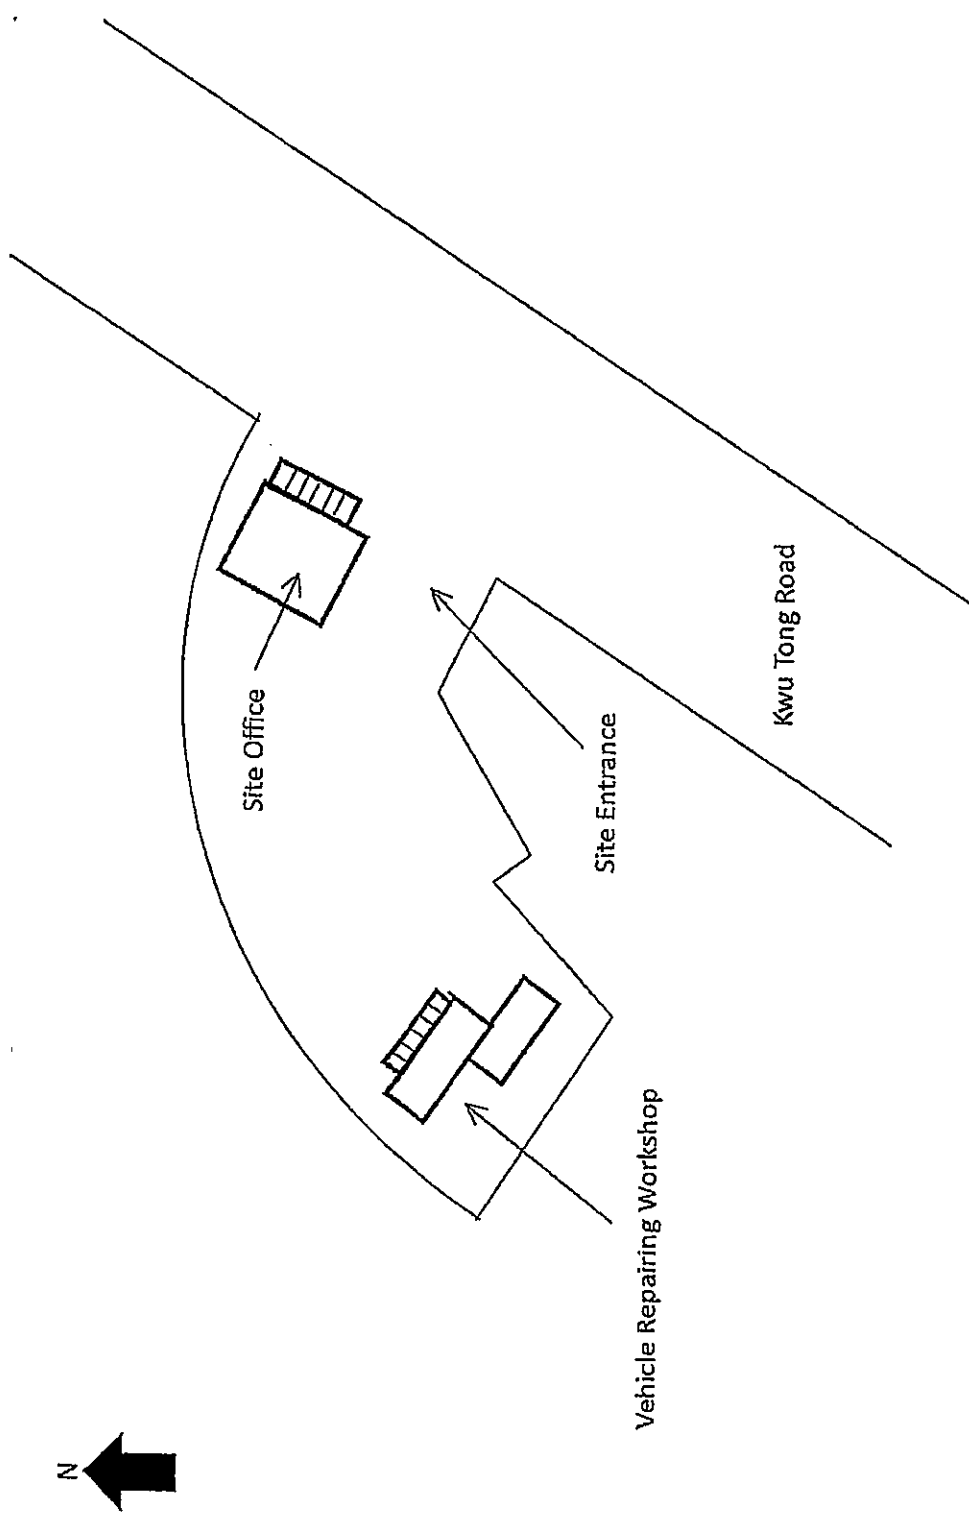 N
Site Office
Site Entrance
Vehicle Repairing Workshop
Kwu Tong Road